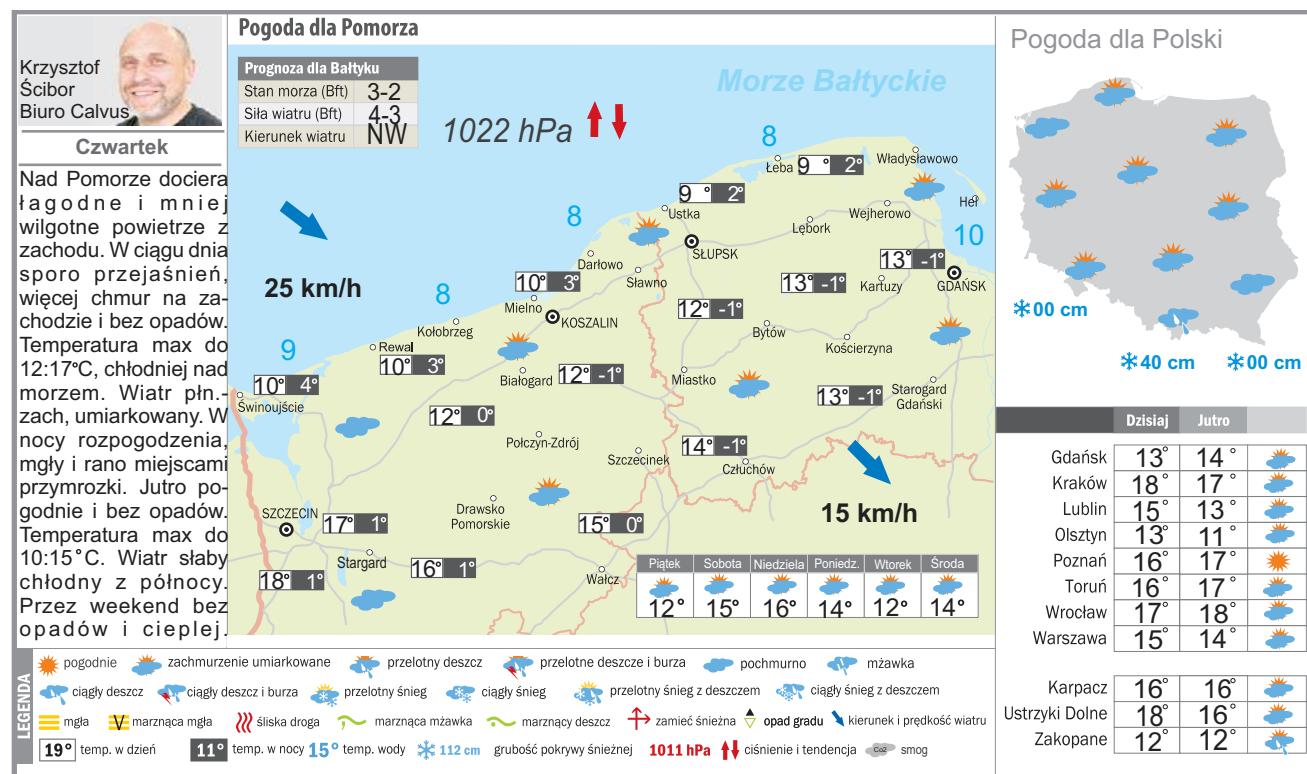 Krzysztof
Ścibor
Biuro Calvus
Czwartek
Nad Pomorze dociera
łagodne i mniej
wilgotne powietrze z
zachodu. W ciągu dnia
sporo przejaśnień,
więcej chmur na za-
chodzie i bez opadów.
Temperatura max do
12:17°C, chłodniej nad
morzem. Wiatr płn.-
zach, umiarkowany. W
nocy rozpogodzenia,
mgły i rano miejscami
przymrozki. Jutro po-
godnie i bez opadów.
Temperatura max do
10:15°C. Wiatr słaby
chłodny z północy.
Przez weekend bez
opadów i cieplej.
Pogoda dla Pomorza
Prognoza dla Bałtyku
Stan morza (Bft) 3-2
Siła wiatru (Bft) 4-3
Kierunek wiatru NW
Morze Bałtyckie
1022 hPa
8
Łeba 9° 2°
Władysławowo
9° 2°
Ustka
Hel
Wejherowo
Lębork
8
10
SŁUPSK
13° -1°
GDAŃSK
Darłowo
10° 3°
Sławno
13° -1°
Kartuzy
25 km/h
8
Mielno
KOSZALIN
12° -1°
Bytów
Kołobrzeg
Kościerzyna
9
Rewal
10° 3°
Białogard
12° -1°
Miastko
10° 4°
Świnoujście
13° -1°
Starogard
Gdański
12° 0°
Połczyn-Zdrój
14° -1°
Szczecinek
Człuchów
Drawsko
Pomorskie
15 km/h
SZCZECIN
17° 1°
15° 0°
Stargard
16° 1°
18° 1°
Wałcz
Piątek Sobota Niedziela Poniedz. Wtorek Środa
12° 15° 16° 14° 12° 14°
Pogoda dla Polski
00 cm
40 cm
00 cm
Dzisiaj Jutro
Gdańsk 13° 14°
Kraków 18° 17°
Lublin 15° 13°
Olsztyn 13° 11°
Poznań 16° 17°
Toruń 16° 17°
Wrocław 17° 18°
Warszawa 15° 14°
Karpacz 16° 16°
Ustrzyki Dolne 18° 16°
Zakopane 12° 12°
LEGENDA
pogodnie zachmurzenie umiarkowane przelotny deszcz przelotne deszcze i burza pochmurno mżawka
ciągły deszcz ciągły deszcz i burza przelotny śnieg ciągły śnieg przelotny śnieg z deszczem ciągły śnieg z deszczem
mgła marznąca mgła śliska droga marznąca mżawka marznący deszcz zamieć śnieżna opad gradu kierunek i prędkość wiatru
19° temp. w dzień 11° temp. w nocy 15° temp. wody 112 cm grubość pokrywy śnieżnej 1011 hPa ciśnienie i tendencja Co2 smog